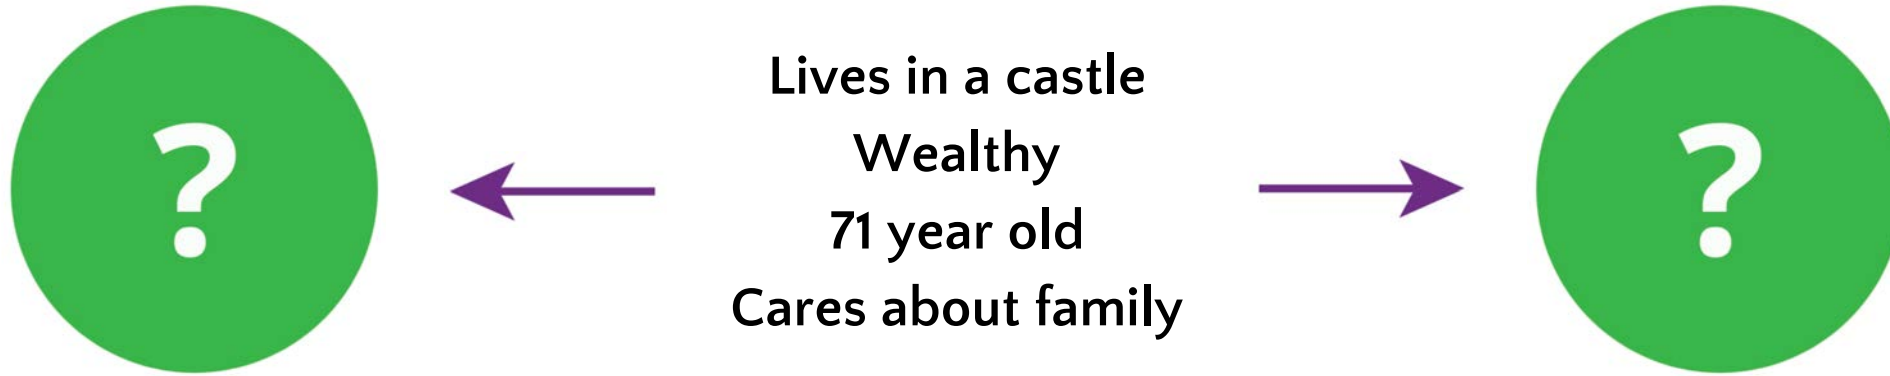 ?
Lives in a castle
Wealthy
71 year old
Cares about family
?